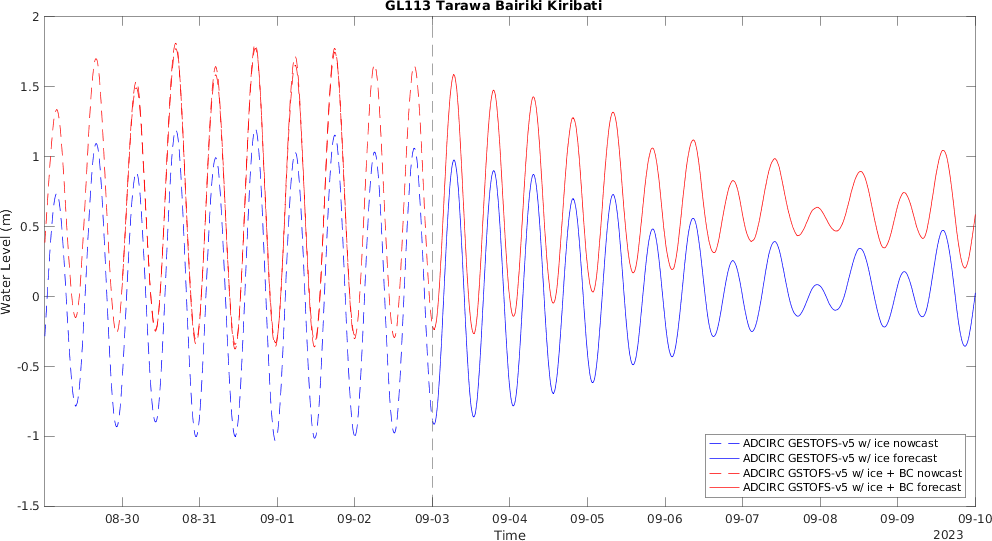 GL113 Tarawa Bairiki Kiribati
2
1.5
1
0.5
0
-0.5
-1
-1.5
Water Level (m)
ADCIRC GESTOFS-v5 w/ ice nowcast
ADCIRC GESTOFS-v5 w/ ice forecast
ADCIRC GSTOFS-v5 w/ ice + BC nowcast
ADCIRC GSTOFS-v5 w/ ice + BC forecast
08-30 08-31 09-01 09-02 09-03 09-04 09-05 09-06 09-07 09-08 09-09 09-10
Time
2023